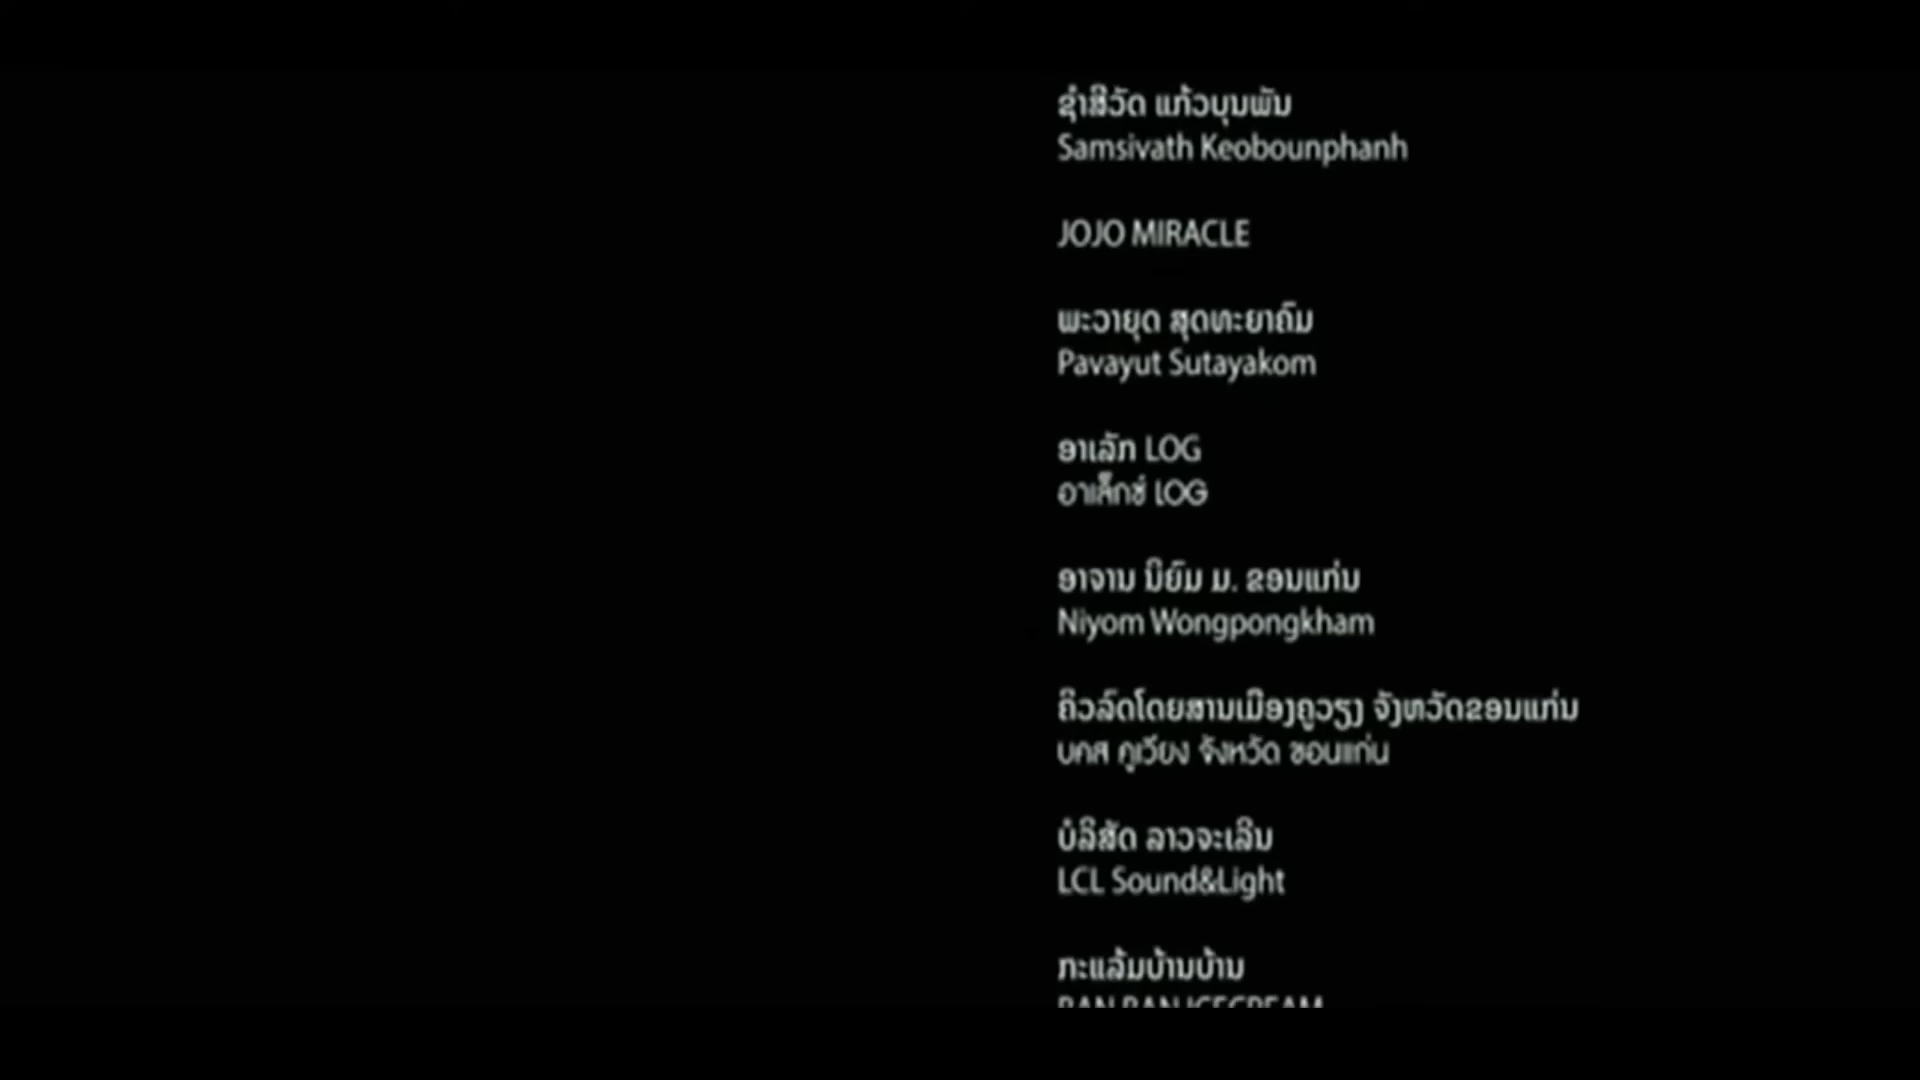 ຊຳສີວັດ ແກ້ວບຸນພັນ
Samsivath Keobounphanh
JOJO MIRACLE
ພະວາຍຸດ ສຸດທະຍາຄົມ
Pavayut Sutayakom
ອາເລັກ LOG
อาเล็กซ์ LOG
ອາຈານ ນິຍົມ ມ. ຂອນແກ່ນ
Niyom Wongpongkham
ຄິວລົດໂດຍສານເມືອງຄູວຽງ ຈັງຫວັດຂອນແກ່ນ
บคส ภูเวียง จังหวัด ขอนแก่น
ບໍລິສັດ ລາວຈະເລີນ
LCL Sound&Light
ກະແລ້ມບ້ານບ້ານ
BAN BAN ICECREAM